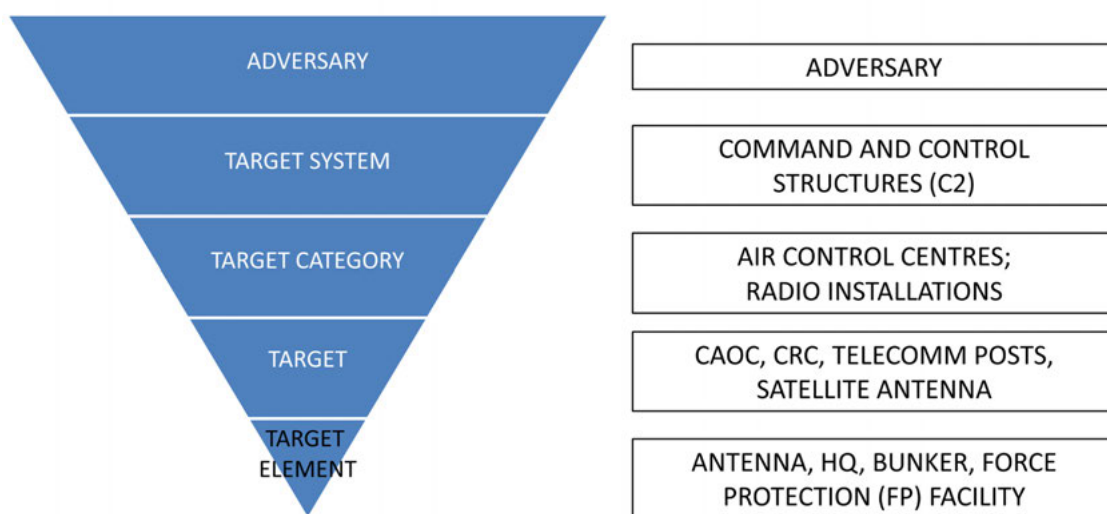 ADVERSARY
ADVERSARY
TARGET SYSTEM
COMMAND AND CONTROL
STRUCTURES (C2)
TARGET CATEGORY
AIR CONTROL CENTRES;
RADIO INSTALLATIONS
TARGET
CAOC, CRC, TELECOMM POSTS,
SATELLITE ANTENNA
TARGET
ELEMENT
ANTENNA, HQ, BUNKER, FORCE
PROTECTION (FP) FACILITY